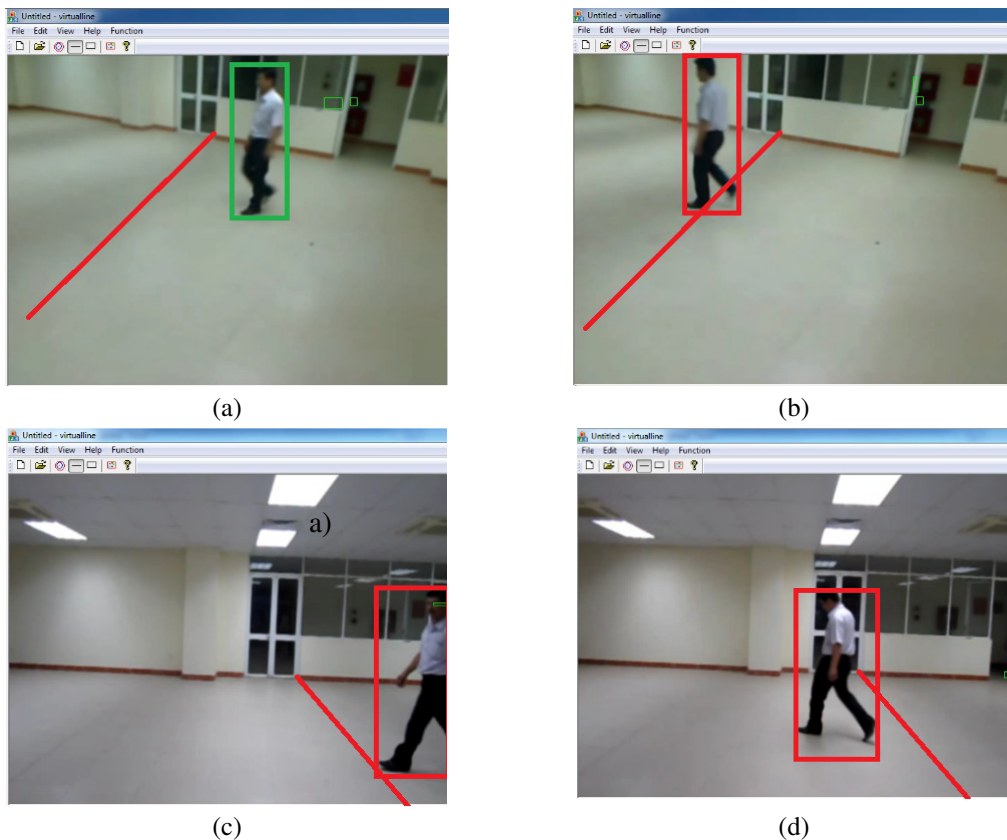 Untitled - virtualline
File Edit View Help Function
(a)
Untitled - virtualline
File Edit View Help Function
(b)
Untitled - virtualline
File Edit View Help Function
a)
(c)
Untitled - virtualline
File Edit View Help Function
(d)